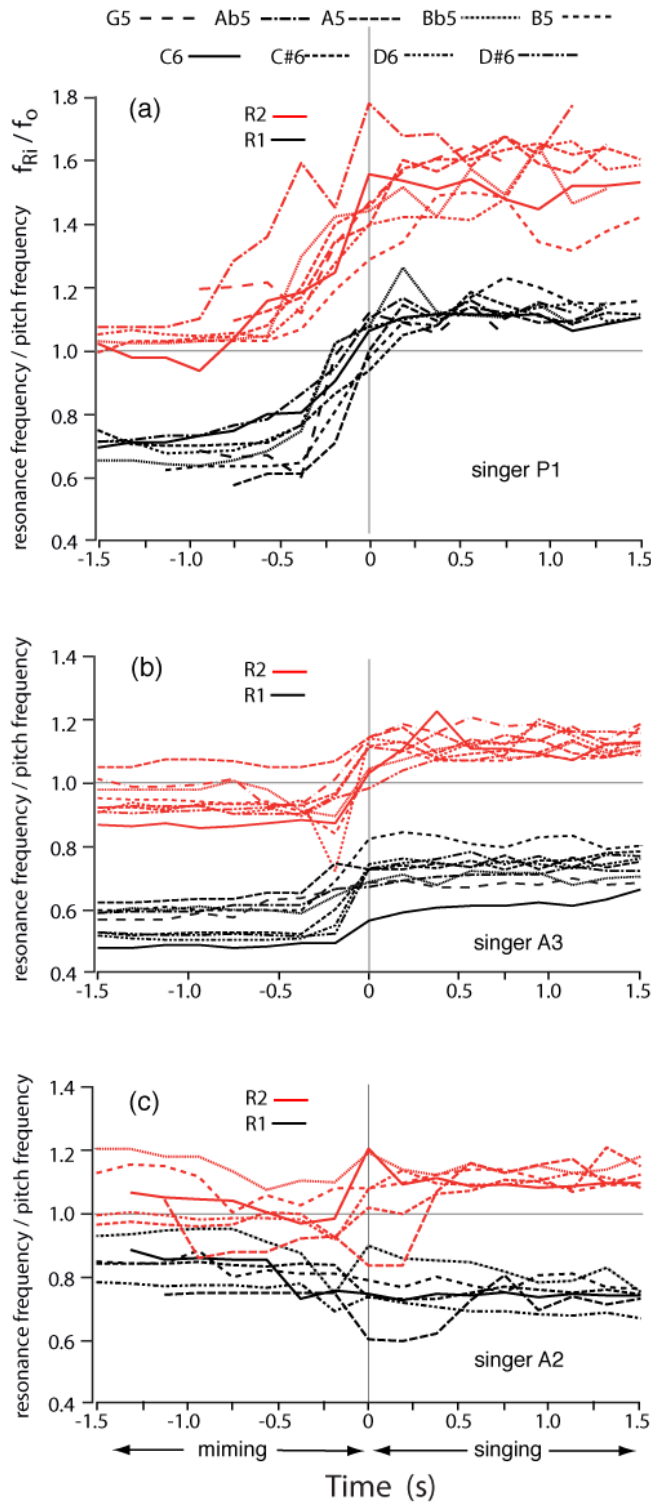 G5 Ab5 A5 Bb5 B5
C6 C#6 D6 D#6
(a)
R2
R1
resonance frequency / pitch frequency fRi / fo
1.8
1.6
1.4
1.2
1.0
0.8
0.6
0.4
singer P1
-1.5 -1.0 -0.5 0 0.5 1.0 1.5
(b)
R2
R1
resonance frequency / pitch frequency
1.4
1.2
1.0
0.8
0.6
0.4
singer A3
-1.5 -1.0 -0.5 0 0.5 1.0 1.5
(c)
R2
R1
resonance frequency / pitch frequency
1.4
1.2
1.0
0.8
0.6
0.4
singer A2
-1.5 -1.0 -0.5 0 0.5 1.0 1.5
miming singing
Time (s)